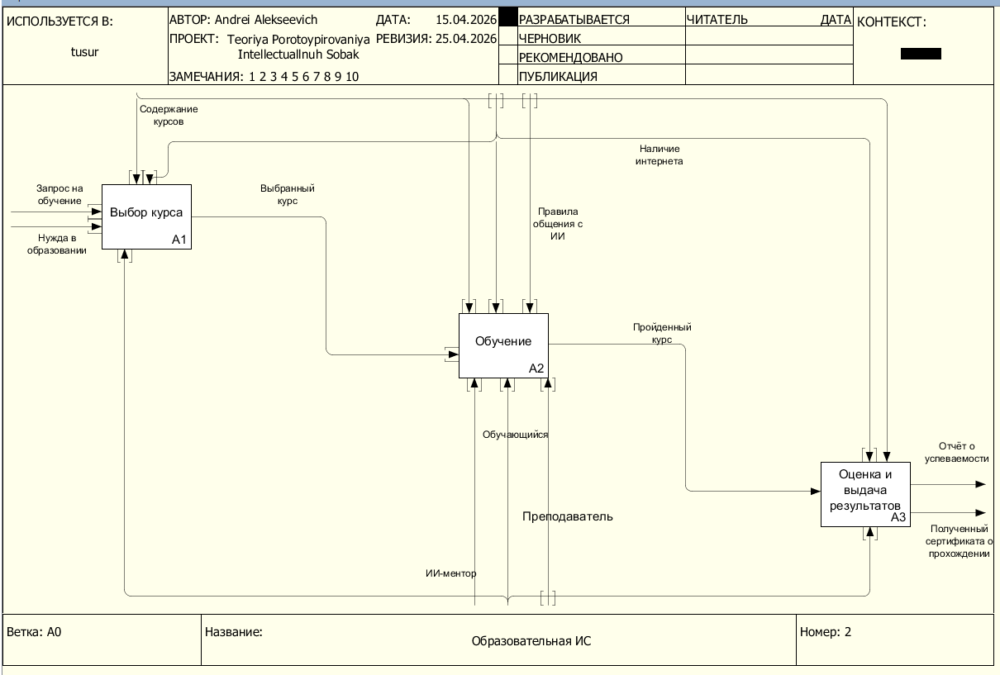 ИСПОЛЬЗУЕТСЯ В:
tusur
АВТОР: Andrei Alekseevich
ДАТА: 15.04.2026
ПРОЕКТ: Teoriya Porotoypirovaniya
Intellectuallnuh Sobak
РЕВИЗИЯ: 25.04.2026
ЗАМЕЧАНИЯ: 1 2 3 4 5 6 7 8 9 10
РАЗРАБАТЫВАЕТСЯ
ЧЕРНОВИК
РЕКОМЕНДОВАНО
ПУБЛИКАЦИЯ
ЧИТАТЕЛЬ
ДАТА
КОНТЕКСТ:
Содержание
курсов
Наличие
интернета
Запрос на
обучение
Выбор курса
A1
Нужда в
образовании
Выбранный
курс
Правила
общения с
ИИ
Обучение
A2
Пройденный
курс
Обучающийся
Оценка и
выдача
результатов
A3
Отчёт о
успеваемости
Полученный
сертификата о
прохождении
Преподаватель
ИИ-ментор
Ветка: A0
Название:
Образовательная ИС
Номер: 2